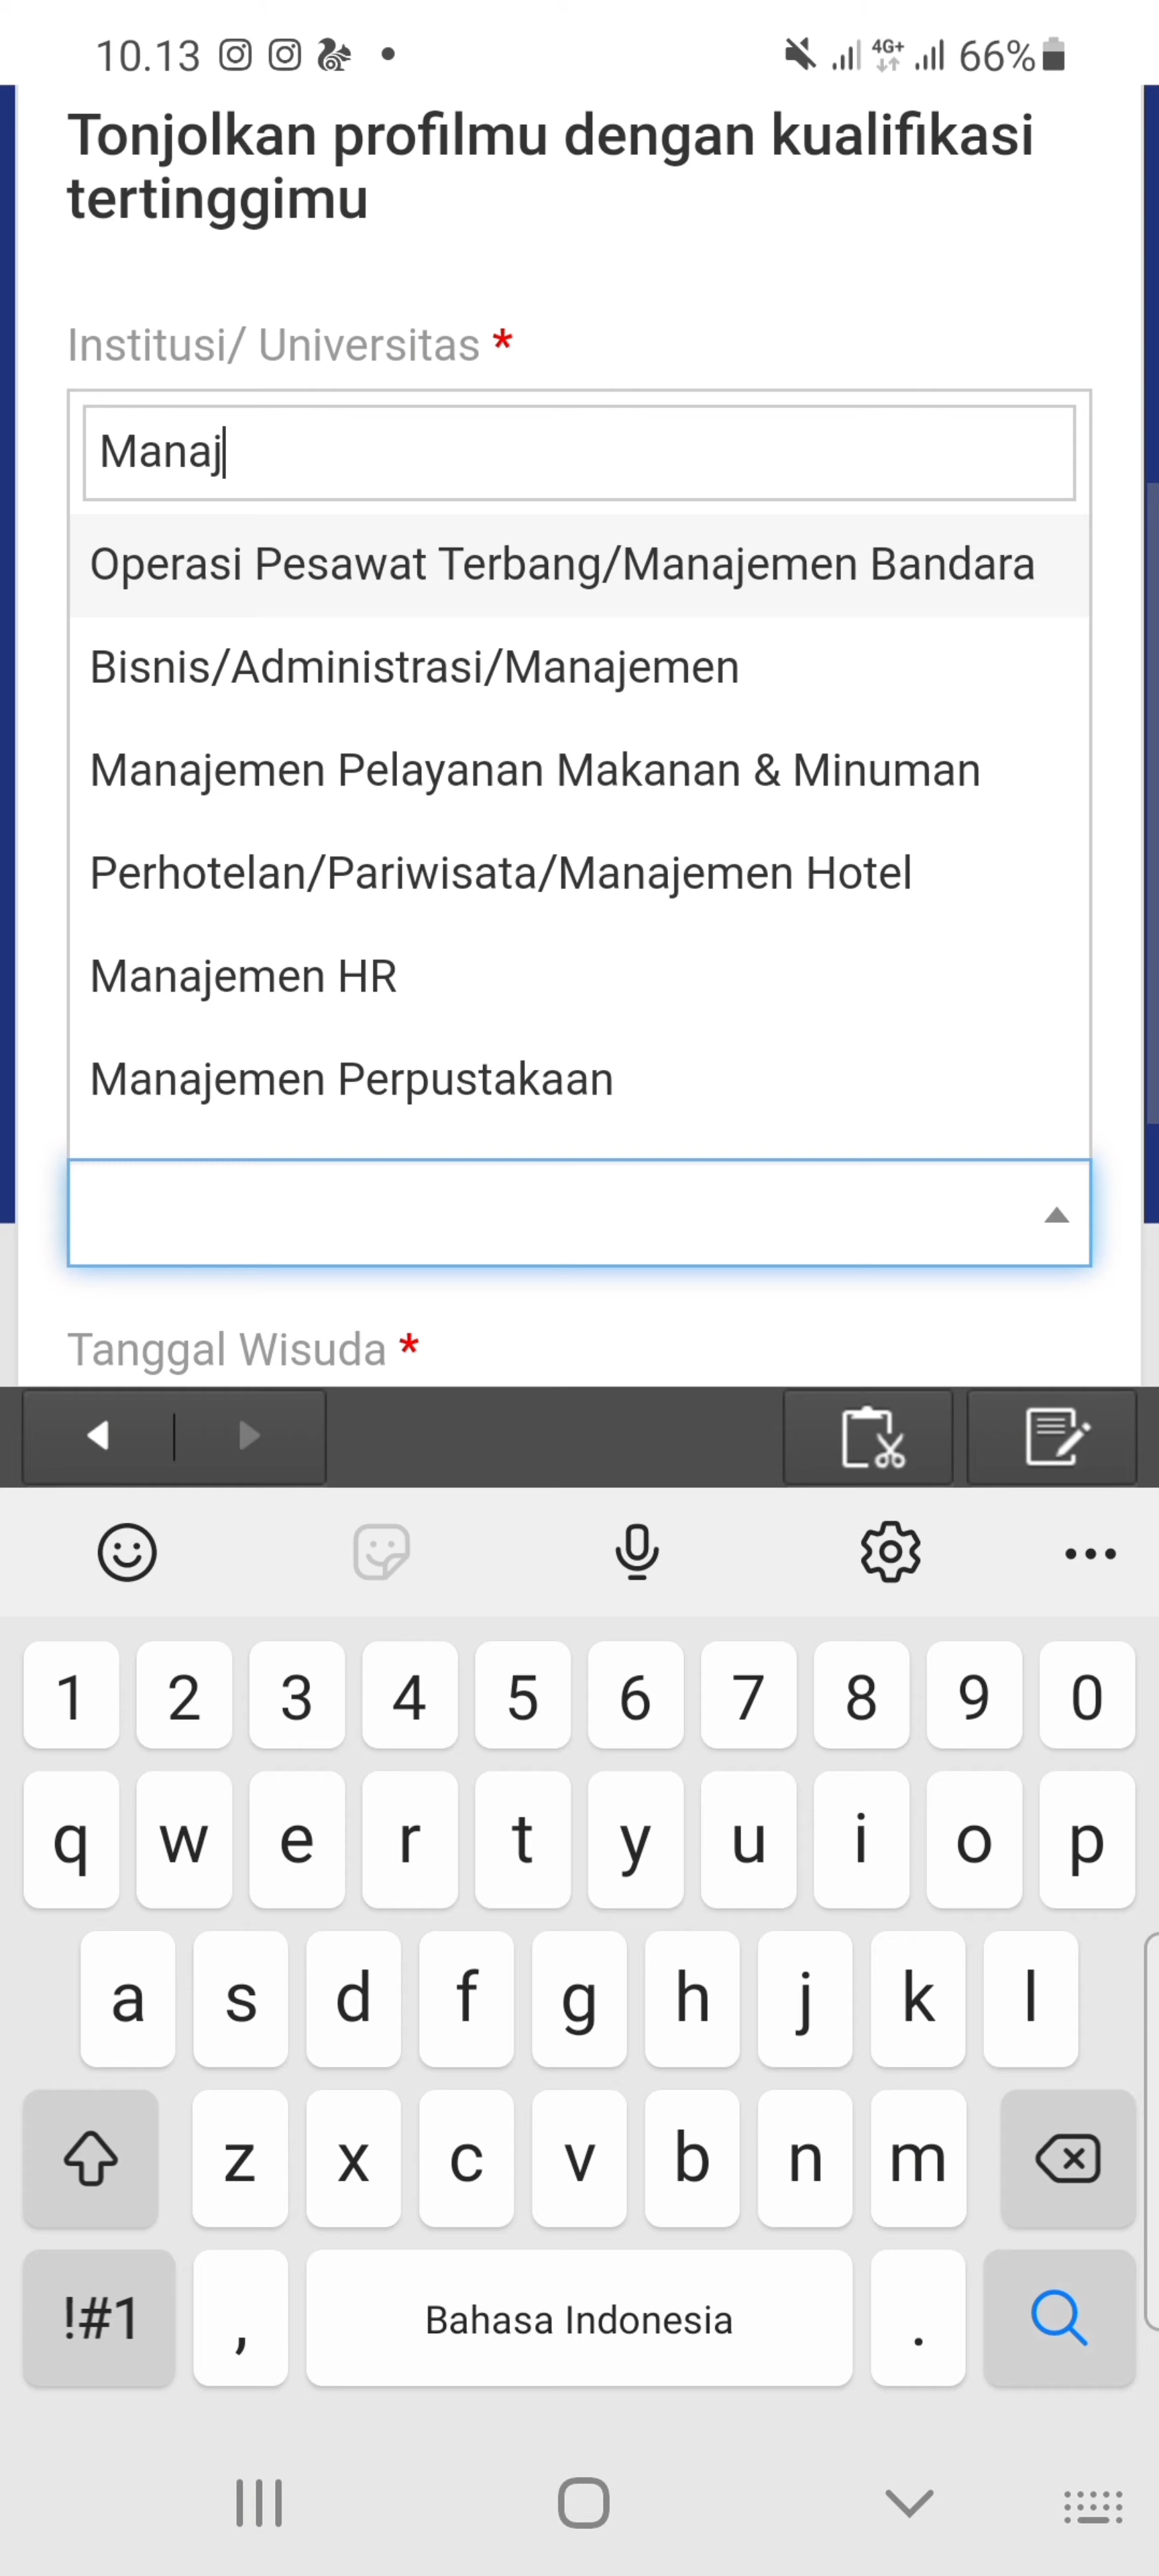 10.13
4G+
66%
Tonjolkan profilmu dengan kualifikasi
tertinggimu
Institusi/ Universitas *
Manaj
Operasi Pesawat Terbang/Manajemen Bandara
Bisnis/Administrasi/Manajemen
Manajemen Pelayanan Makanan & Minuman
Perhotelan/Pariwisata/Manajemen Hotel
Manajemen HR
Manajemen Perpustakaan
Tanggal Wisuda *
1 2 3 4 5 6 7 8 9 0
q w e r t y u i o p
a s d f g h j k l
z x c v b n m
!#1 , Bahasa Indonesia .